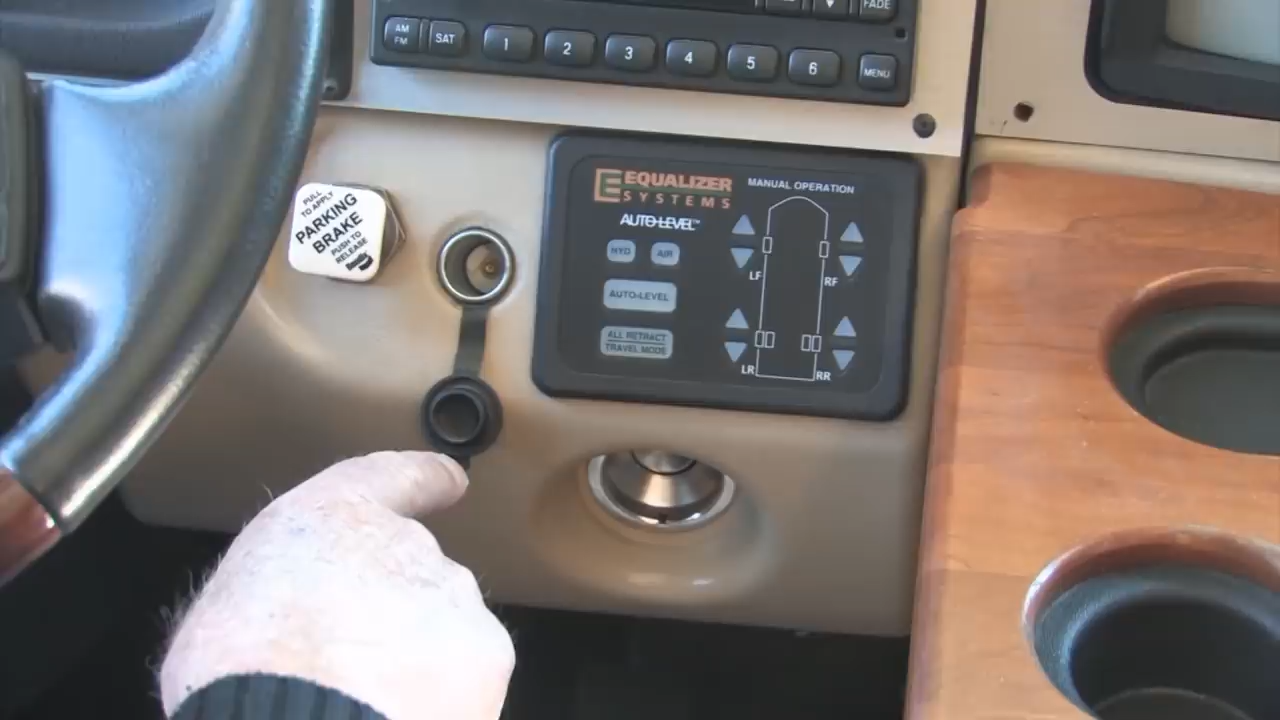 FADE
AM
FM
SAT
1
2
3
4
5
6
MENU
PULL
TO APPLY
PARKING
BRAKE
PUSH TO
RELEASE
EQUALIZER
SYSTEMS
AUTO-LEVEL™
HYD
AIR
AUTO-LEVEL
ALL RETRACT
TRAVEL MODE
MANUAL OPERATION
LF
RF
LR
RR